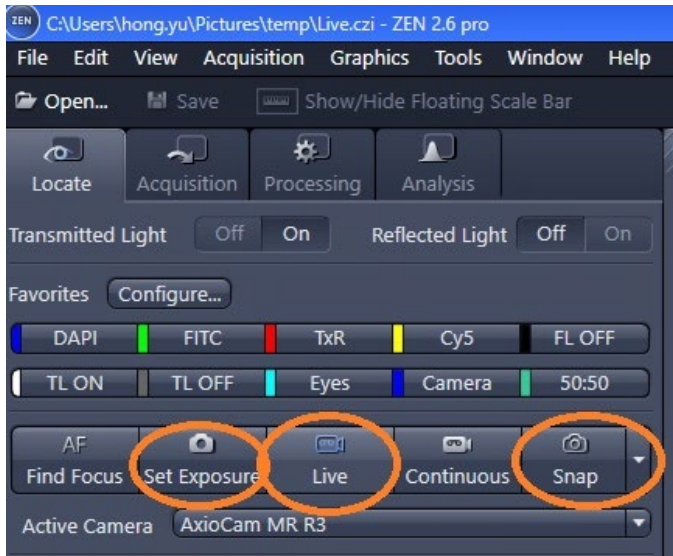 ZEN C:\Users\hong.yu\Pictures\temp\Live.czi - ZEN 2.6 pro
File Edit View Acquisition Graphics Tools Window Help
Open... Save Show/Hide Floating Scale Bar
Locate Acquisition Processing Analysis
Transmitted Light Off On Reflected Light Off On
Favorites Configure...
DAPI FITC TxR Cy5 FL OFF
TL ON TL OFF Eyes Camera 50:50
AF
Find Focus Set Exposure Live Continuous Snap
Active Camera AxioCam MR R3